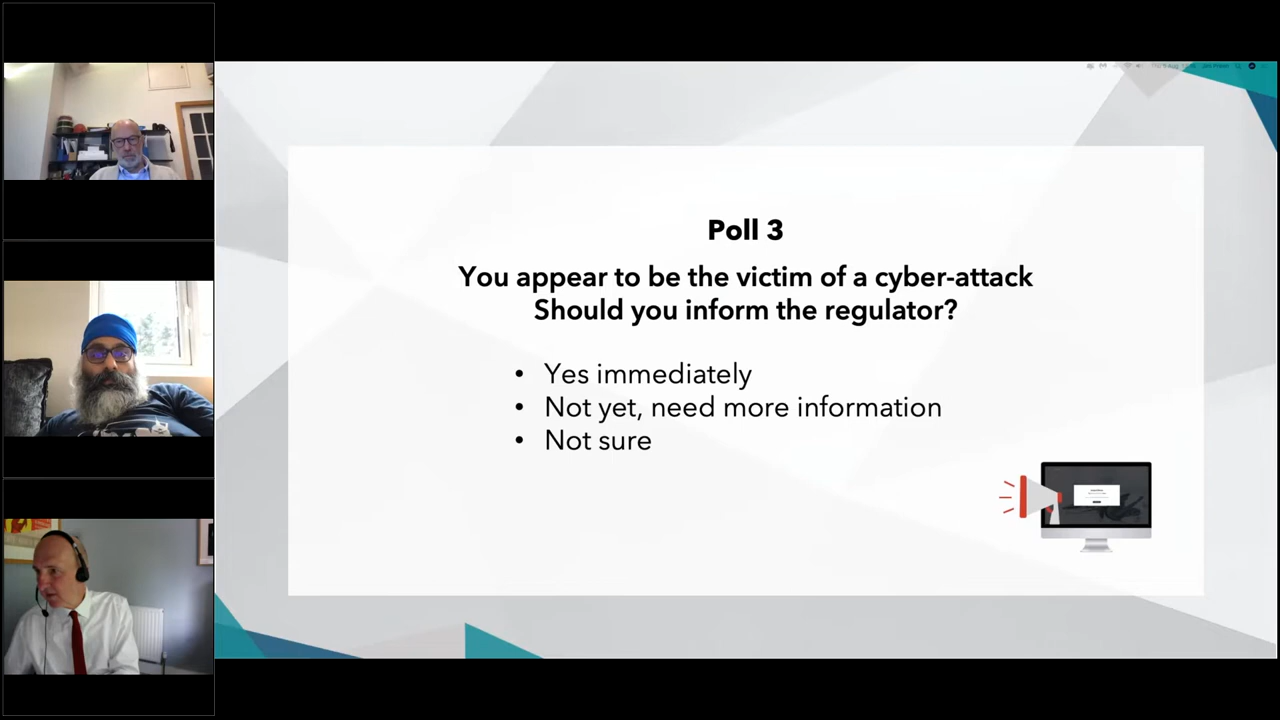 Poll 3
You appear to be the victim of a cyber-attack
Should you inform the regulator?
• Yes immediately
• Not yet, need more information
• Not sure